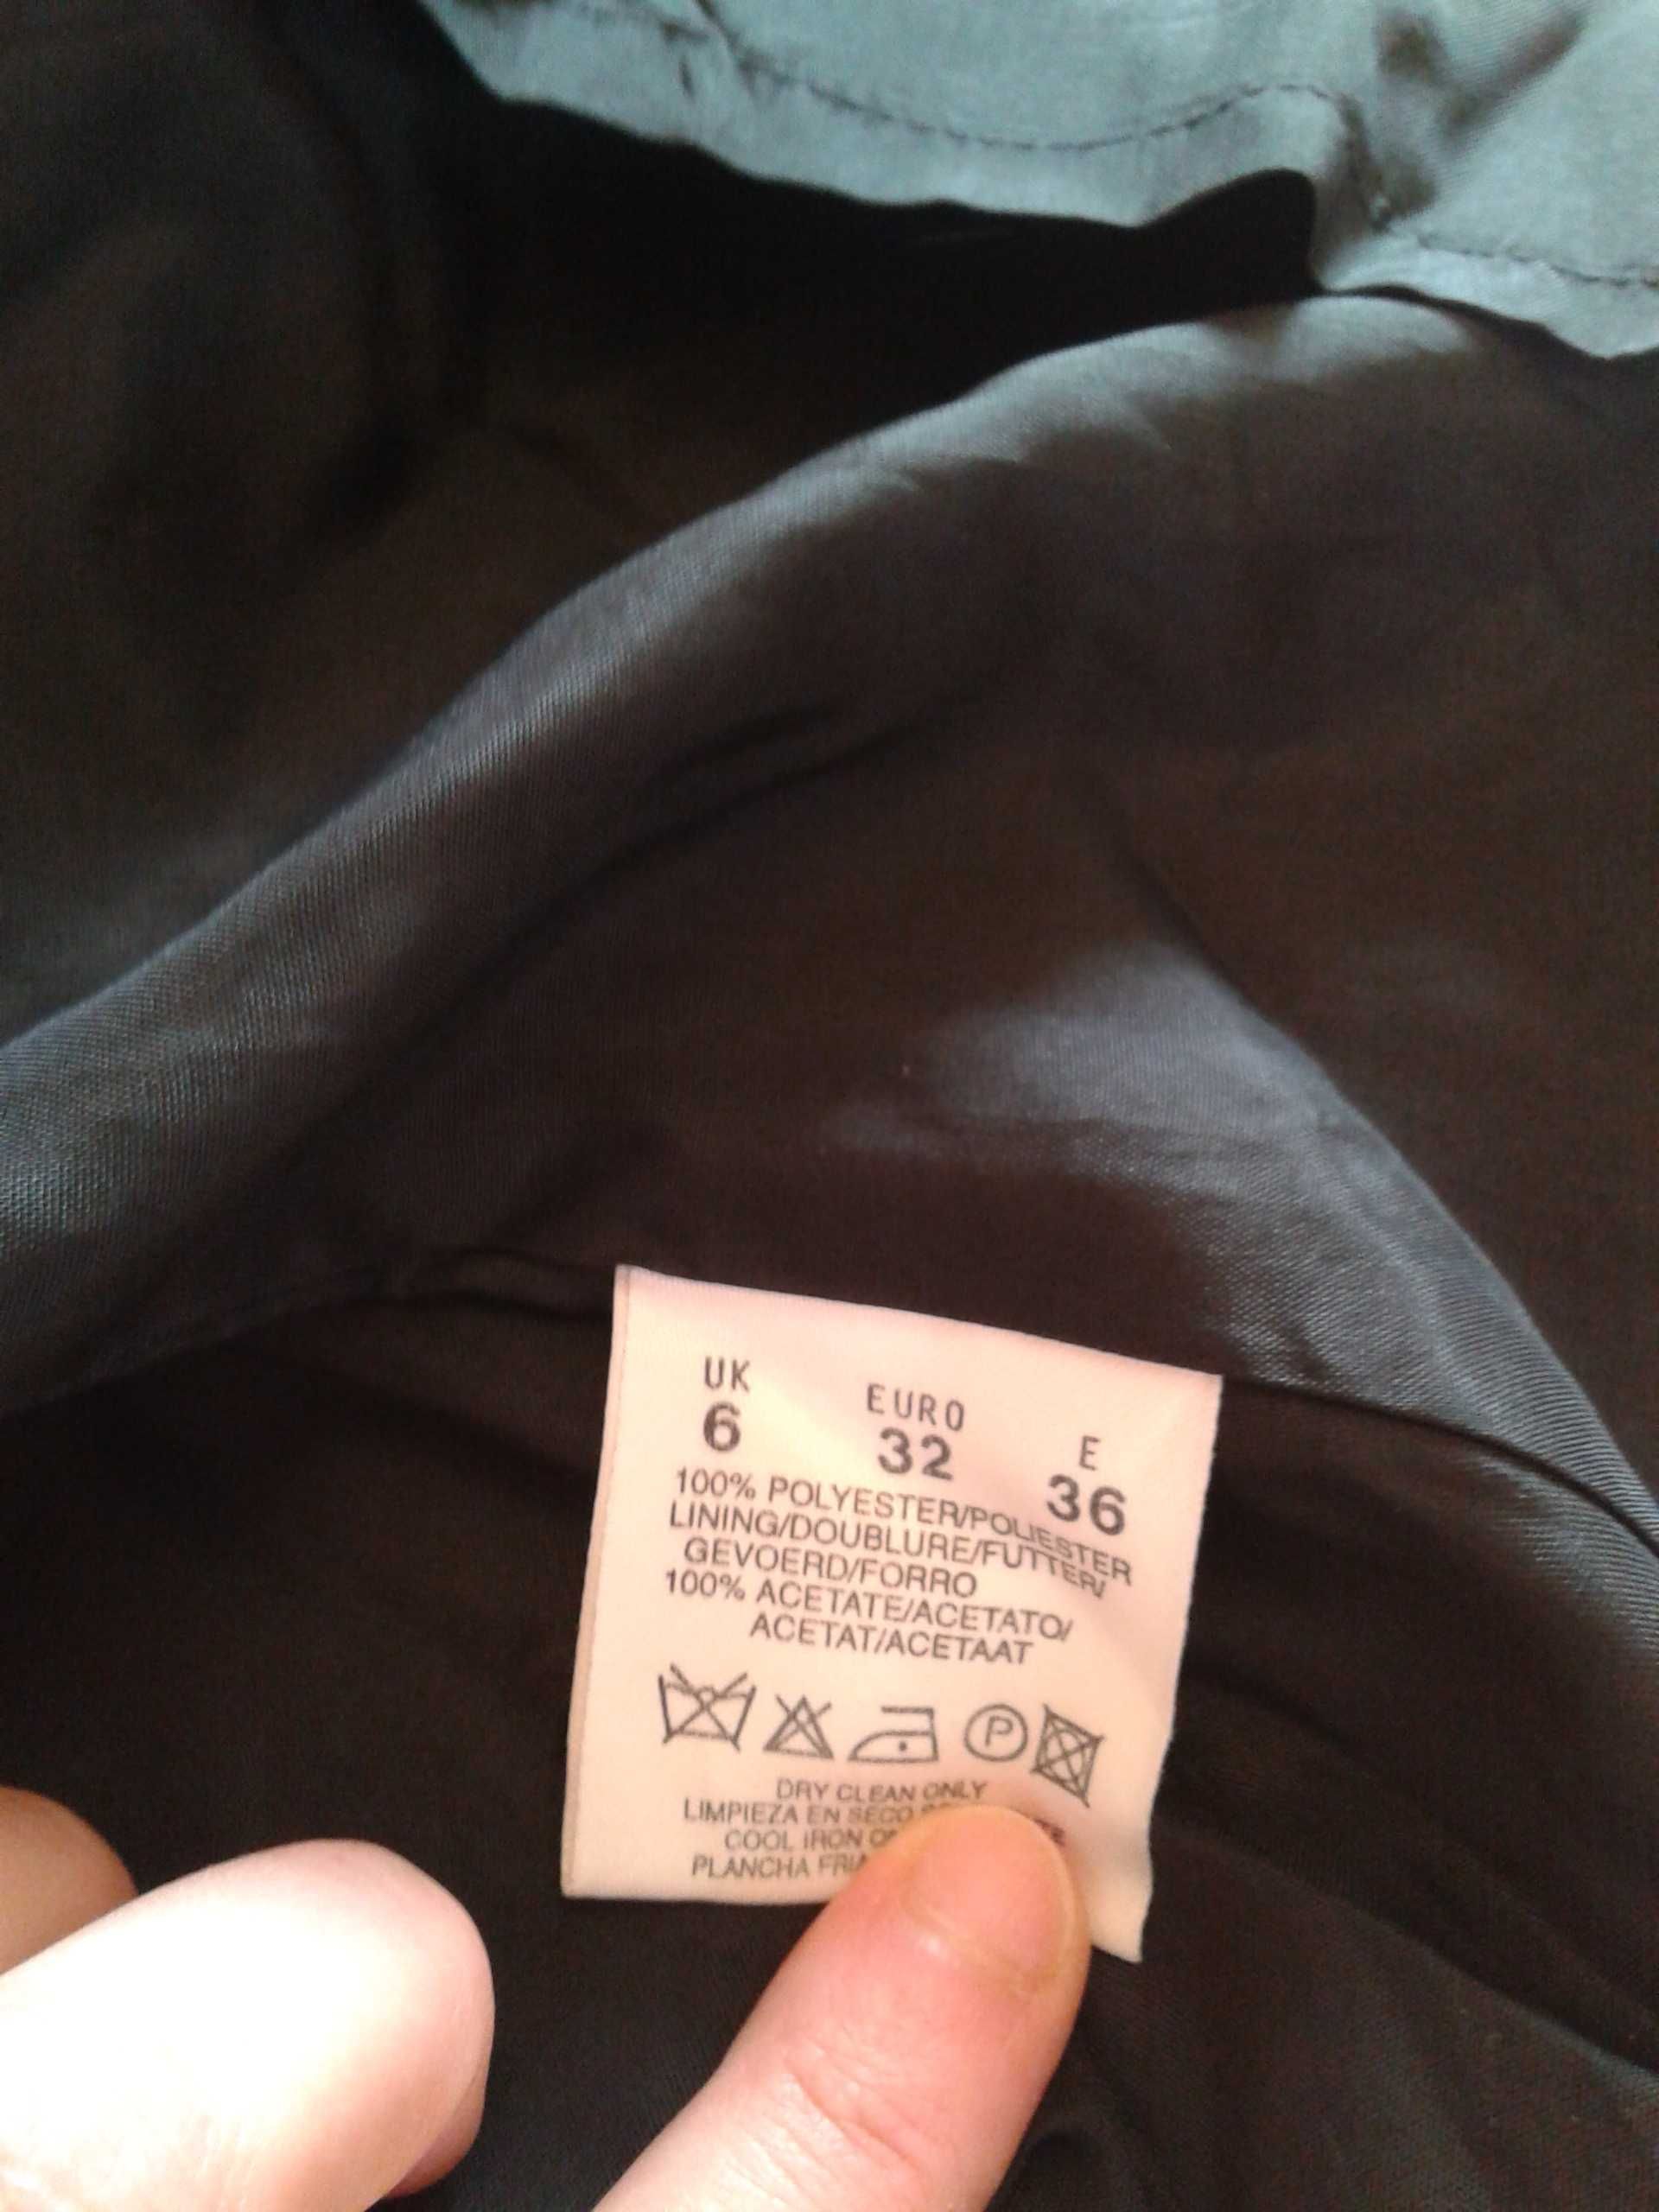 UK EURO E
6 32 36
100% POLYESTER/POLIESTER
LINING/DOUBLURE/FUTTER/
GEVOERD/FORRO
100% ACETATE/ACETATO/
ACETAT/ACETAAT
P
DRY CLEAN ONLY
LIMPIEZA EN SECO
COOL IRON
PLANCHA